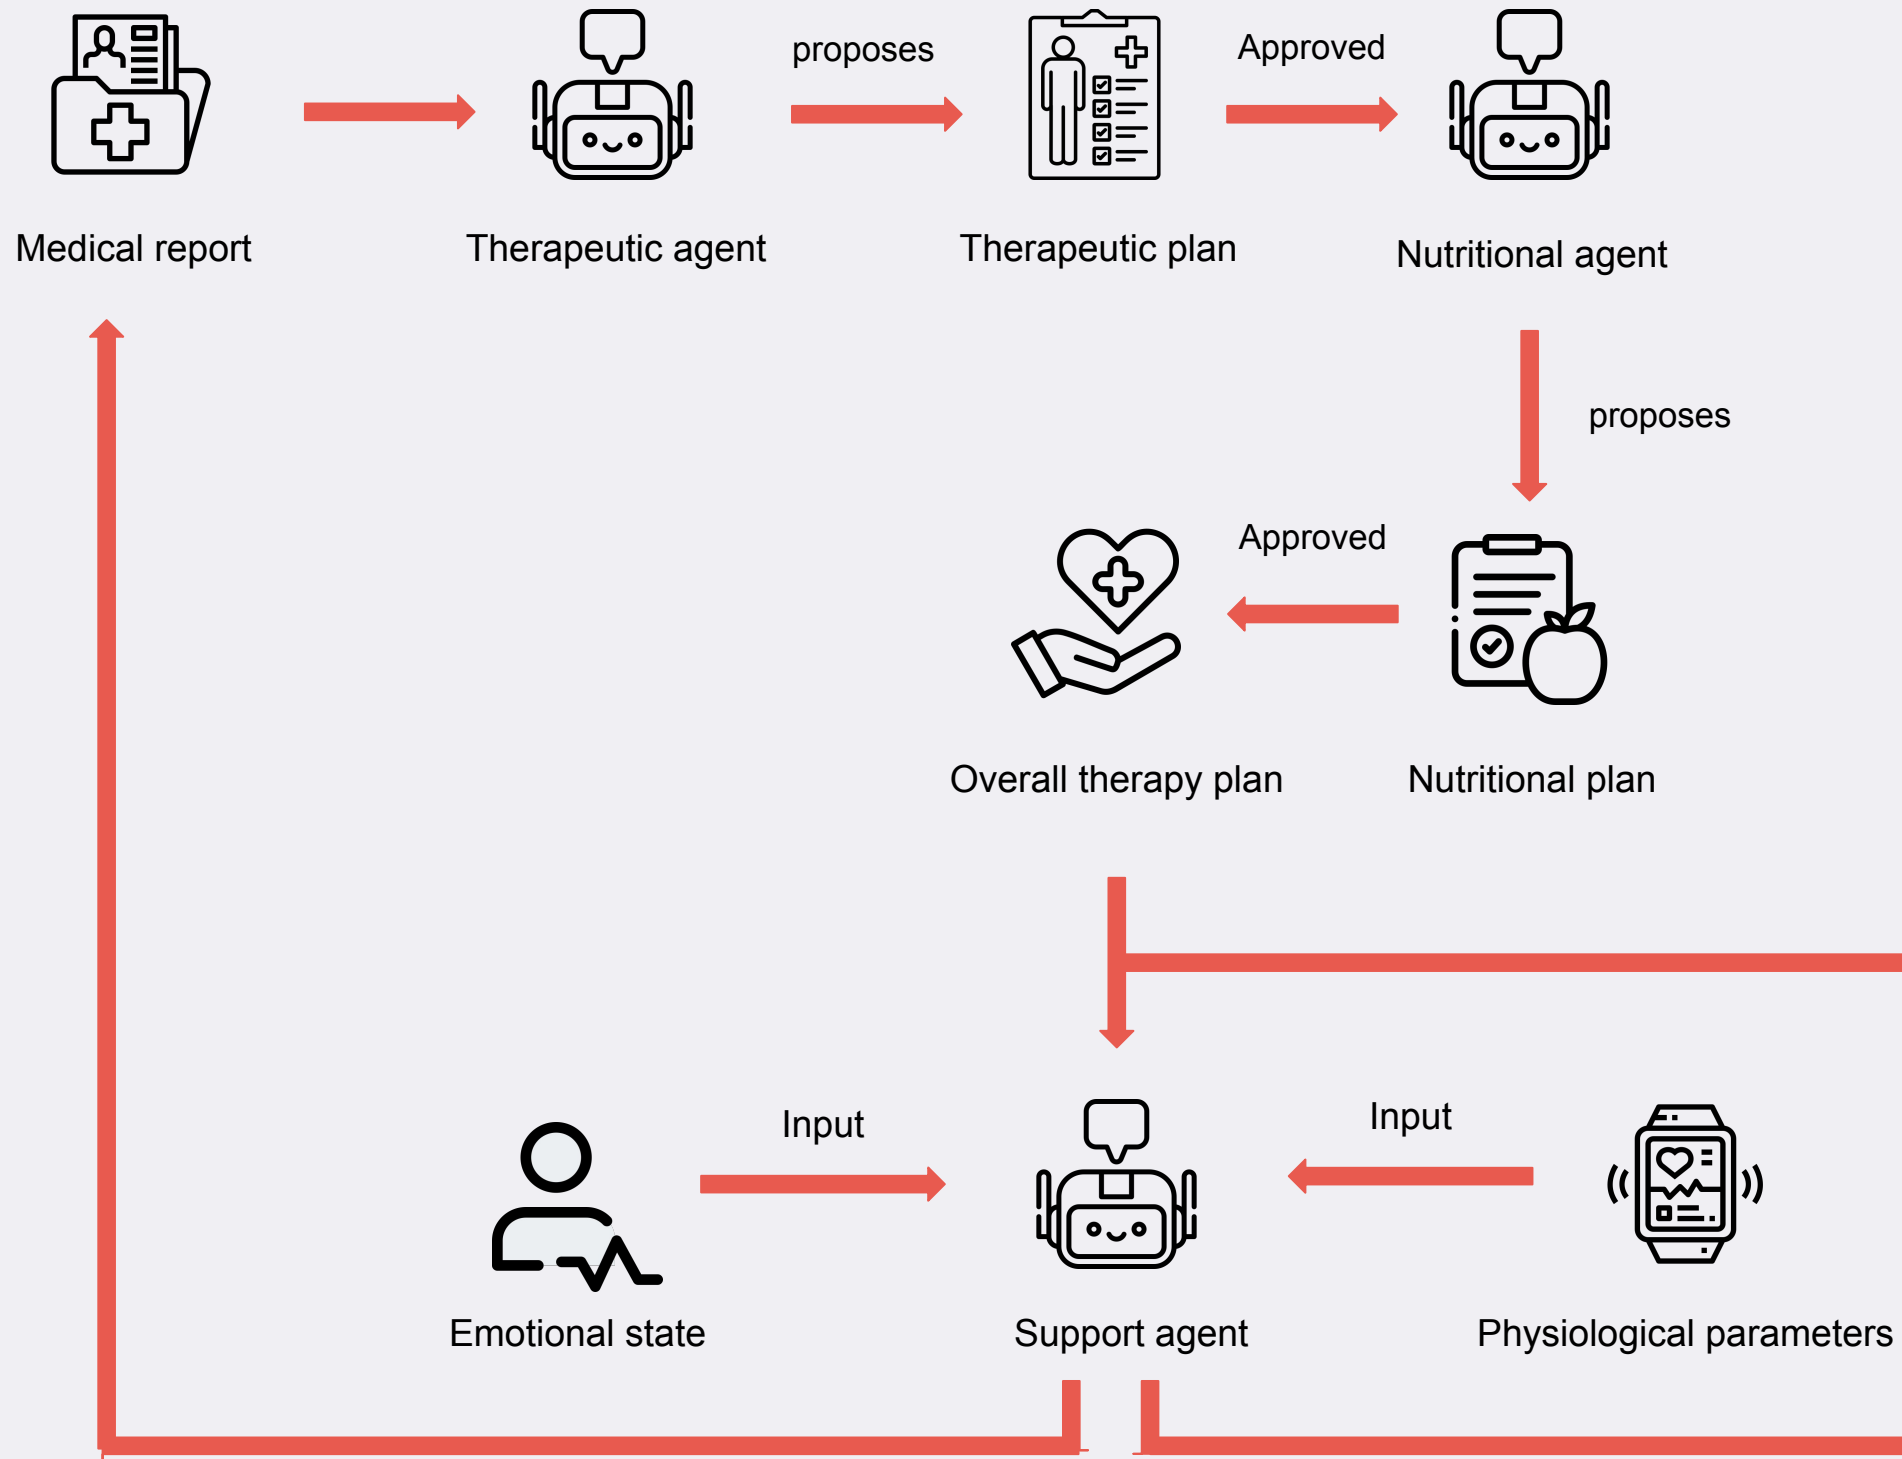 proposes
Approved
Medical report
Therapeutic agent
Therapeutic plan
Nutritional agent
proposes
Approved
Overall therapy plan
Nutritional plan
Input
Input
Emotional state
Support agent
Physiological parameters